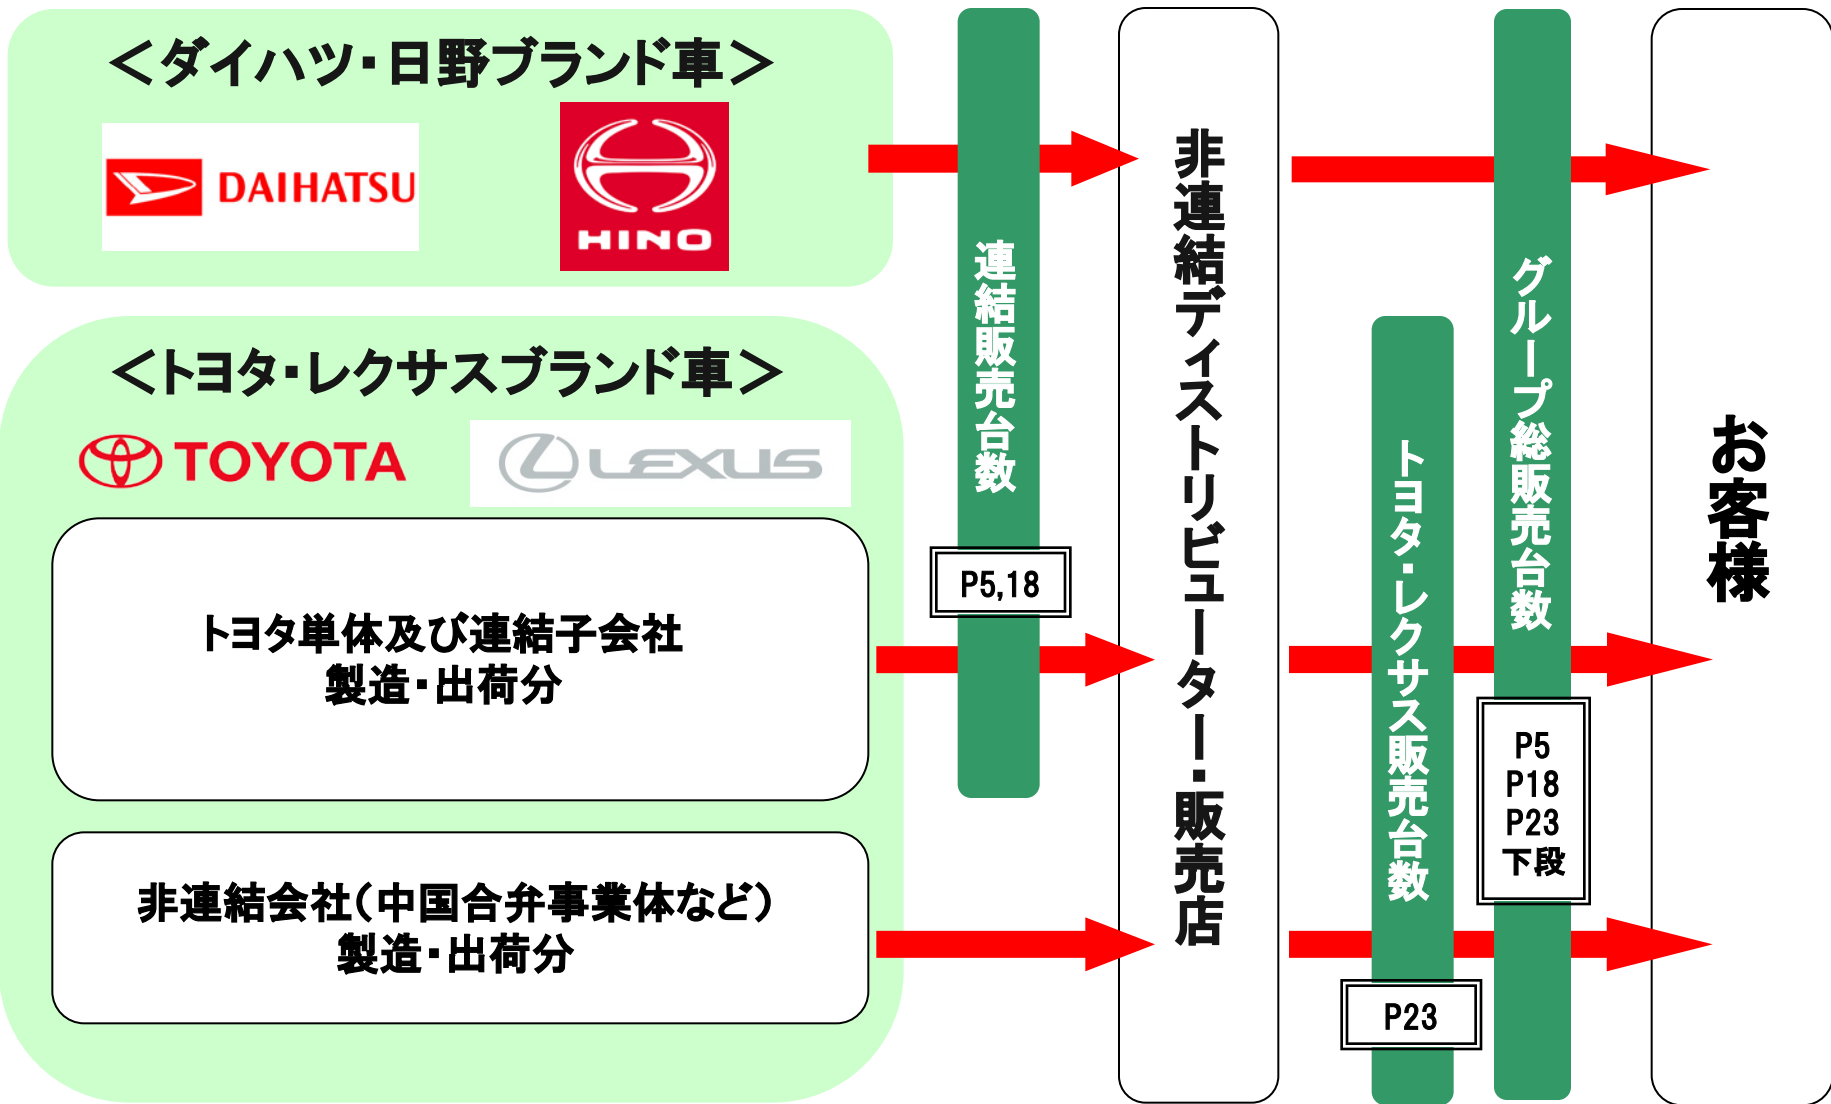 ＜ダイハツ・日野ブランド車＞
DAIHATSU
HINO
＜トヨタ・レクサスブランド車＞
TOYOTA
LEXUS
トヨタ単体及び連結子会社
製造・出荷分
非連結会社（中国合弁事業体など）
製造・出荷分
連結販売台数
P5,18
非連結ディストリビューター・販売店
トヨタ・レクサス販売台数
P23
グループ総販売台数
P5
P18
P23
下段
お客様